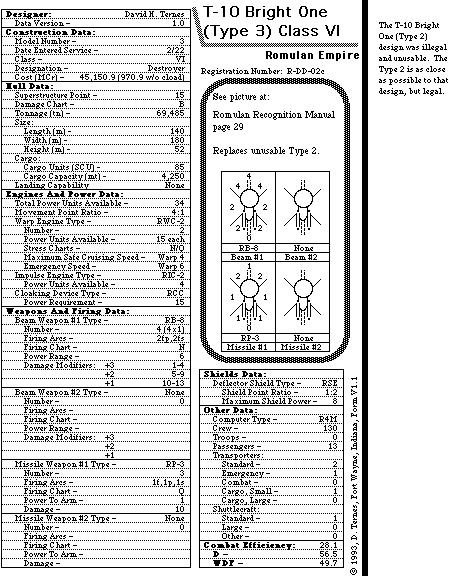 Designer: David H. Ternes
Data Version - 1.0
Construction Data:
Model Number - 3
Date Entered Service - 2/22
Class - VI
Designation - Destroyer
Cost (MCr) - 45,150.9 (970.9 w/o cload)
Hull Data:
Superstructure Point - 15
Damage Chart - B
Tonnage (tn) - 69,485
Size:
Length (m) - 140
Width (m) - 180
Height (m) - 52
Cargo:
Cargo Units (SCU) - 85
Cargo Capacity (mt) - 4,250
Landing Capability None
Engines And Power Data:
Total Power Units Available - 34
Movement Point Ratio - 4:1
Warp Engine Type - RWC-2
Number - 2
Power Units Available - 15 each
Stress Charts - N/Q
Maximum Safe Cruising Speed - Warp 4
Emergency Speed - Warp 6
Impulse Engine Type - RIC-2
Power Units Available - 4
Cloaking Device Type - RCC
Power Requirement - 15
Weapons And Firing Data:
Beam Weapon #1 Type - RB-8
Number - 4 (4x1)
Firing Arcs - 2fp,2fs
Firing Chart - N
Power Range - 6
Damage Modifiers: +3 1-4
+2 5-9
+1 10-13
Beam Weapon #2 Type - None
Number - 0
Firing Arcs -
Firing Chart -
Power Range -
Damage Modifiers: +3
+2
+1
Missile Weapon #1 Type - RP-3
Number - 3
Firing Arcs - 1f,1p,1s
Firing Chart - Q
Power To Arm - 1
Damage - 10
Missile Weapon #2 Type - None
Number - 0
Firing Arcs -
Firing Chart -
Power To Arm -
Damage -
T-10 Bright One
(Type 3) Class VI
Romulan Empire
Registration Number: R-DD-02c
See picture at:
Romulan Recognition Manual
page 29
Replaces unusable Type 2.
4 4
4 4
2 2
0
RB-8 None
Beam #1 Beam #2
2
2 2
1 1
0
RP-3 None
Missile #1 Missile #2
Shields Data:
Deflector Shield Type - RSE
Shield Point Ratio - 1:2
Maximum Shield Power - 8
Other Data:
Computer Type - R4M
Crew - 130
Troops - 0
Passengers - 13
Transporters:
Standard - 2
Emergency - 1
Combat - 0
Cargo, Small - 1
Cargo, Large - 0
Shuttlecraft:
Standard - 1
Large - 0
Other - 0
Combat Efficiency: 28.1
D - 56.5
WDF - 49.7
© 1993, D. Ternes, Fort Wayne, Indiana, Form V1.1
The T-10 Bright
One (Type 2)
design was illegal
and unusable. The
Type 2 is as close
as possible to that
design, but legal.